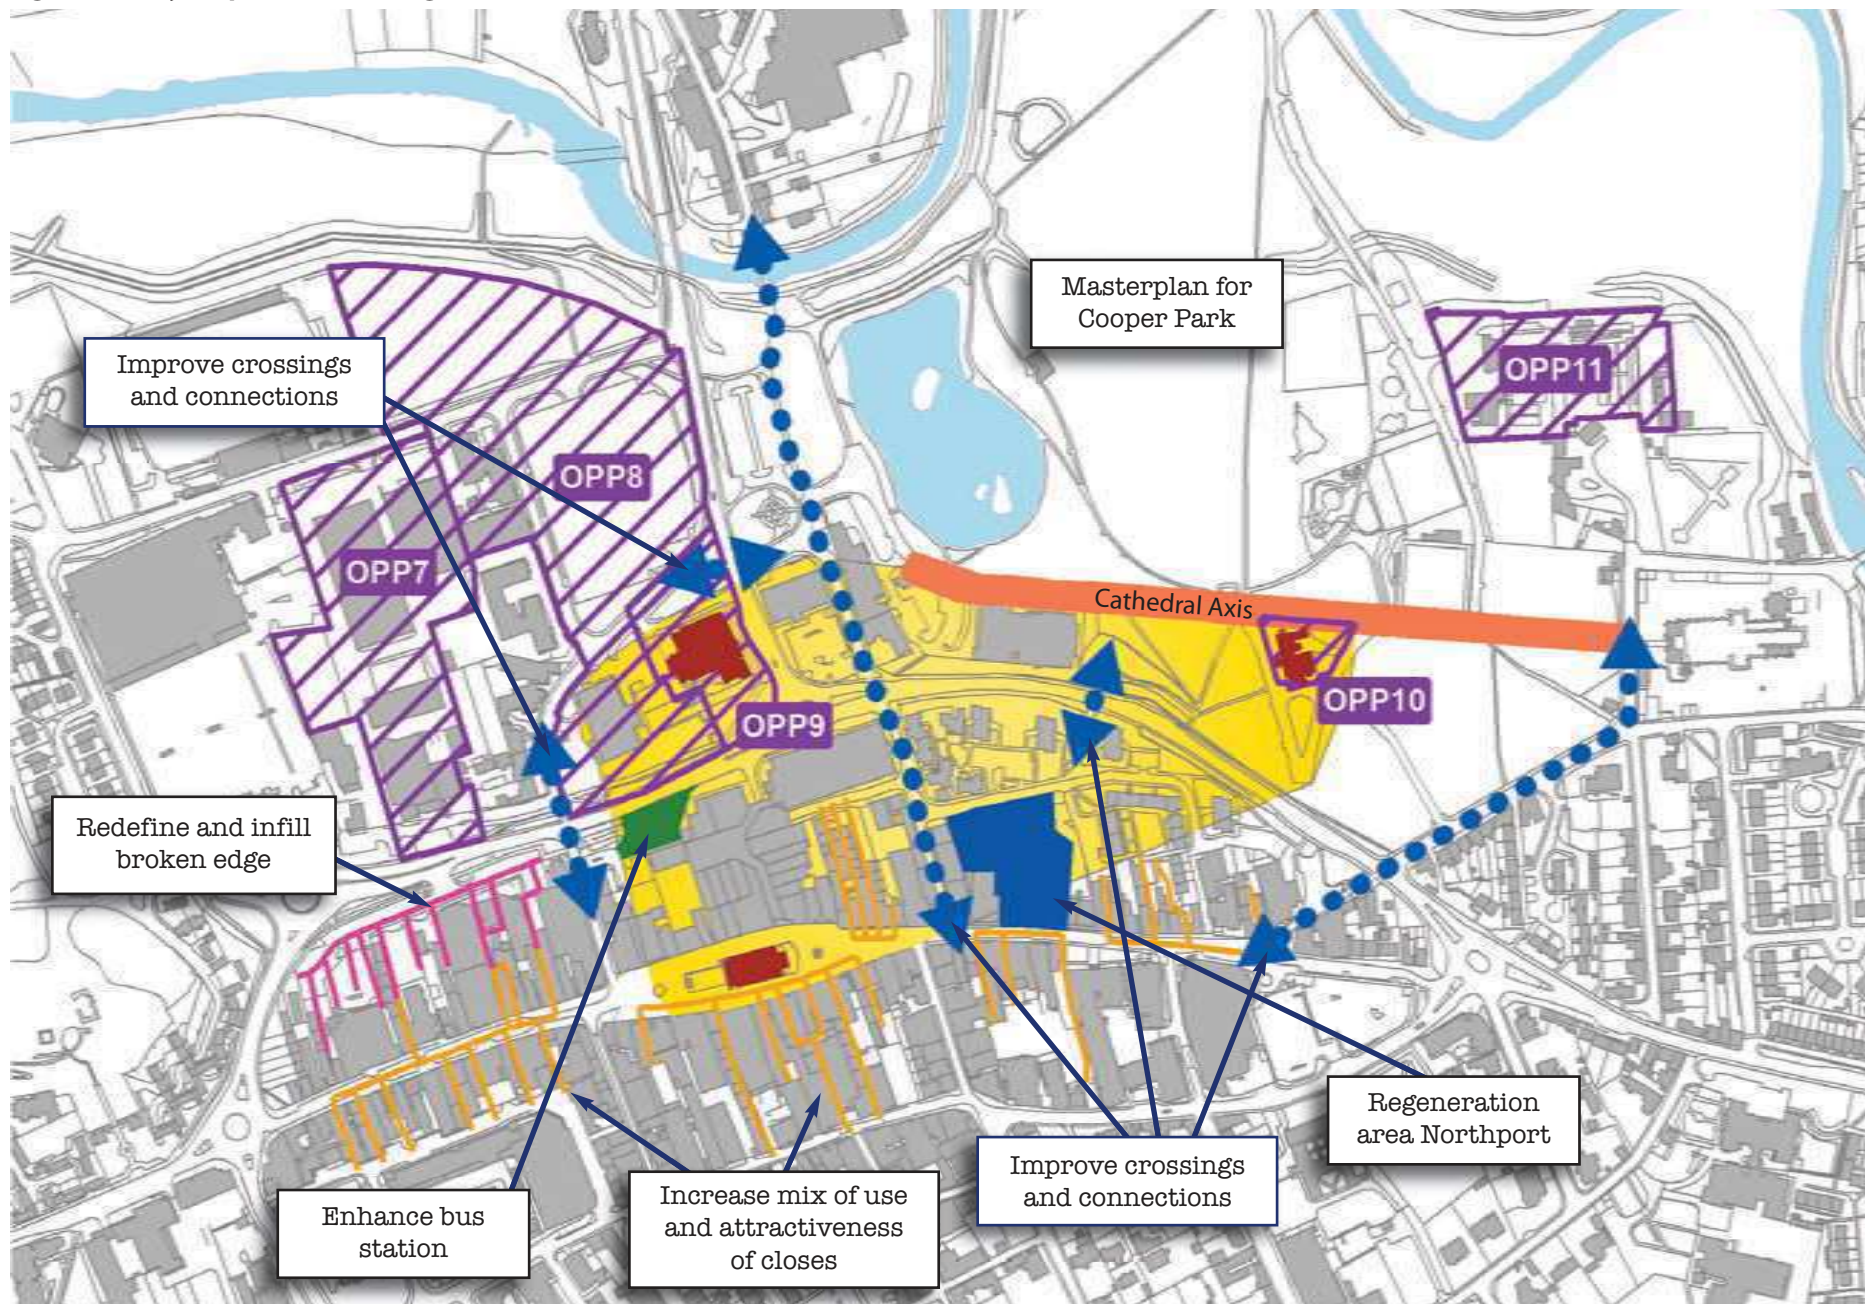 Masterplan for
Cooper Park
Improve crossings
and connections
OPP11
OPP8
OPP7
Cathedral Axis
OPP10
OPP9
Redefine and infill
broken edge
Regeneration
area Northport
Improve crossings
and connections
Increase mix of use
and attractiveness
of closes
Enhance bus
station